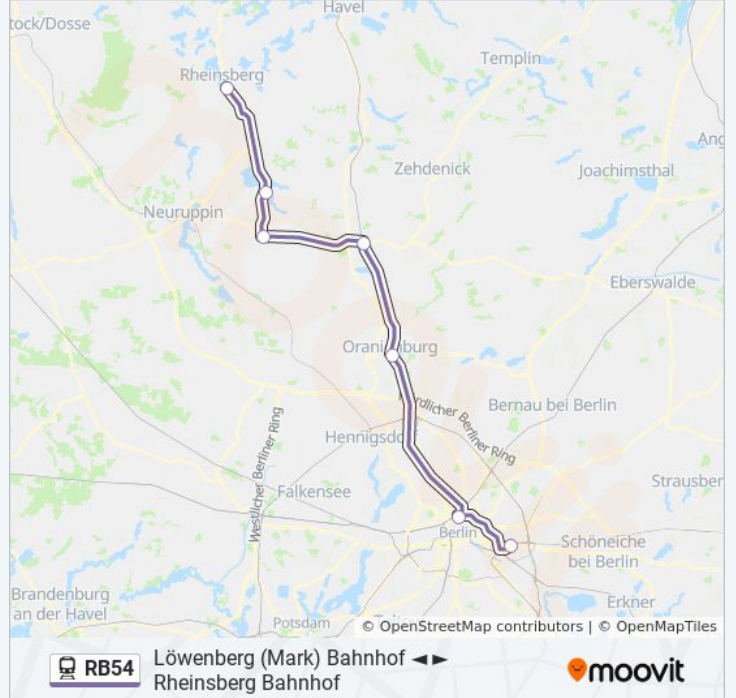 tock/Dosse
Havel
Templin
Rheinsberg
Ang
Zehdenick
Joachimsthal
Neuruppin
Eberswalde
Oranienburg
Bernau bei Berlin
Nördlicher Berliner Ring
Hennigsdo
Westlicher Berliner Ring
Strausber
Falkensee
Berlin
Schöneiche
bei Berlin
Brandenburg
an der Havel
Erkner
Potsdam
© OpenStreetMap contributors | © OpenMapTiles
RB54
Löwenberg (Mark) Bahnhof ◄►
Rheinsberg Bahnhof
moovit